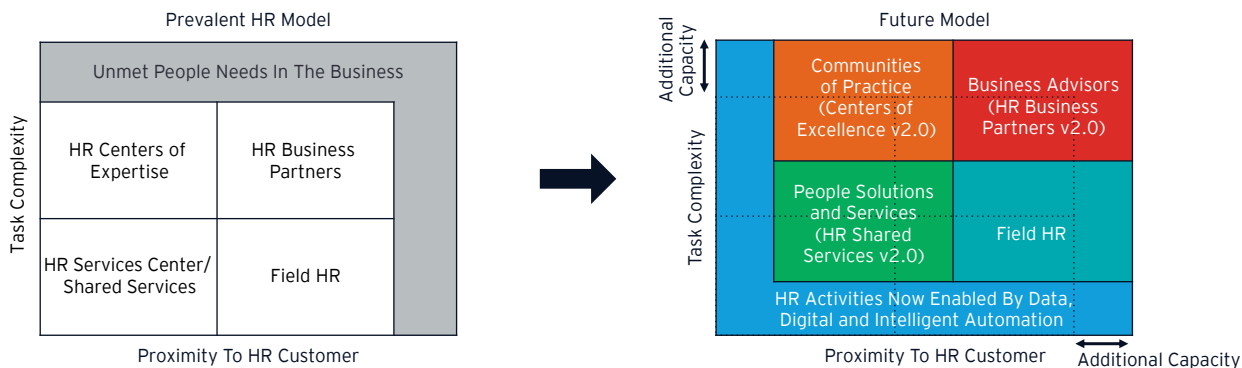 Prevalent HR Model
Unmet People Needs In The Business
Task Complexity
HR Centers of
Expertise
HR Business
Partners
HR Services Center/
Shared Services
Field HR
Proximity To HR Customer
Future Model
Additional
Capacity
Task Complexity
Communities
of Practice
(Centers of
Excellence v2.0)
Business Advisors
(HR Business
Partners v2.0)
People Solutions
and Services
(HR Shared
Services v2.0)
Field HR
HR Activities Now Enabled By Data,
Digital and Intelligent Automation
Proximity To HR Customer
Additional Capacity